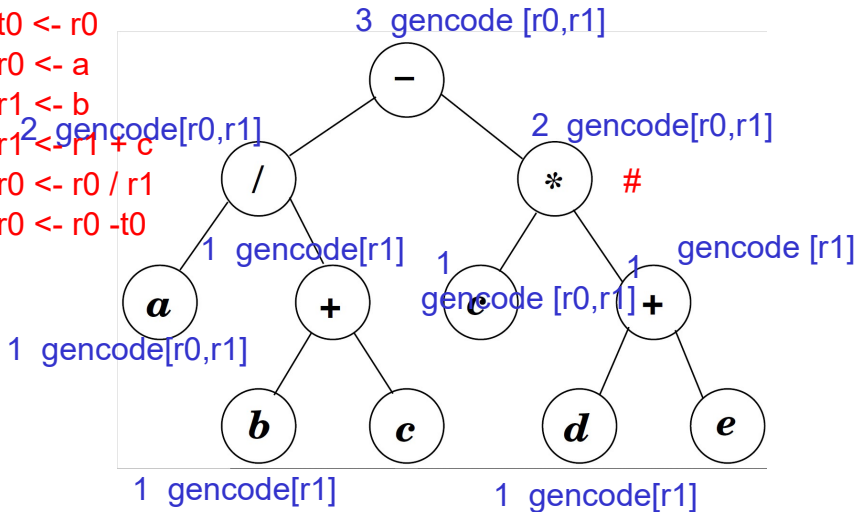 3 gencode [r0,r1]
t0 <- r0
r0 <- a
r1 <- b
r1 <- r1 + c
r0 <- r0 / r1
r0 <- r0 -t0
−
2 gencode[r0,r1]
2 gencode[r0,r1]
/
*
#
1 gencode[r1]
1
gencode [r0,r1]
1
gencode [r1]
a
+
c
+
1 gencode[r0,r1]
b
c
d
e
1 gencode[r1]
1 gencode[r1]